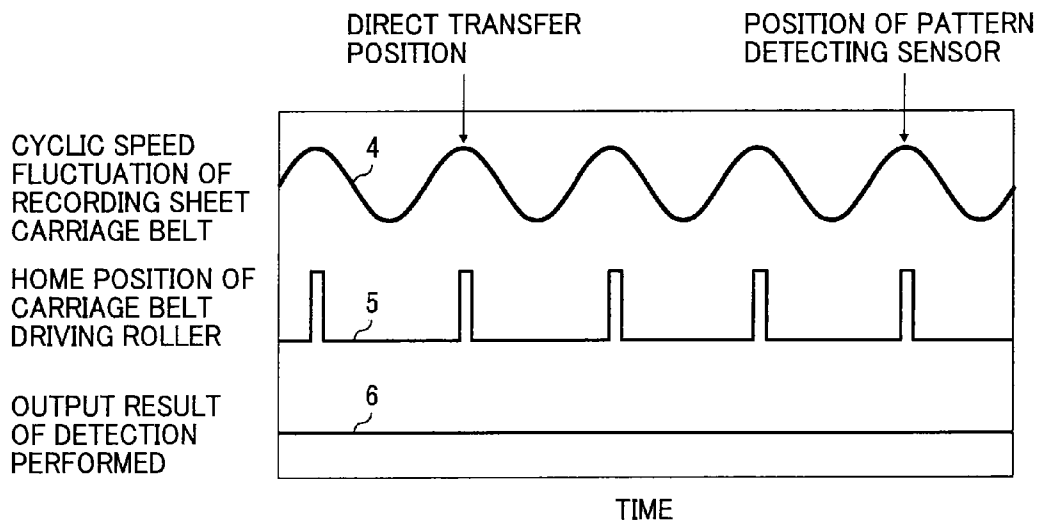 DIRECT TRANSFER
POSITION
POSITION OF PATTERN
DETECTING SENSOR
CYCLIC SPEED
FLUCTUATION OF
RECORDING SHEET
CARRIAGE BELT
4
HOME POSITION OF
CARRIAGE BELT
DRIVING ROLLER
5
OUTPUT RESULT
OF DETECTION
PERFORMED
6
TIME